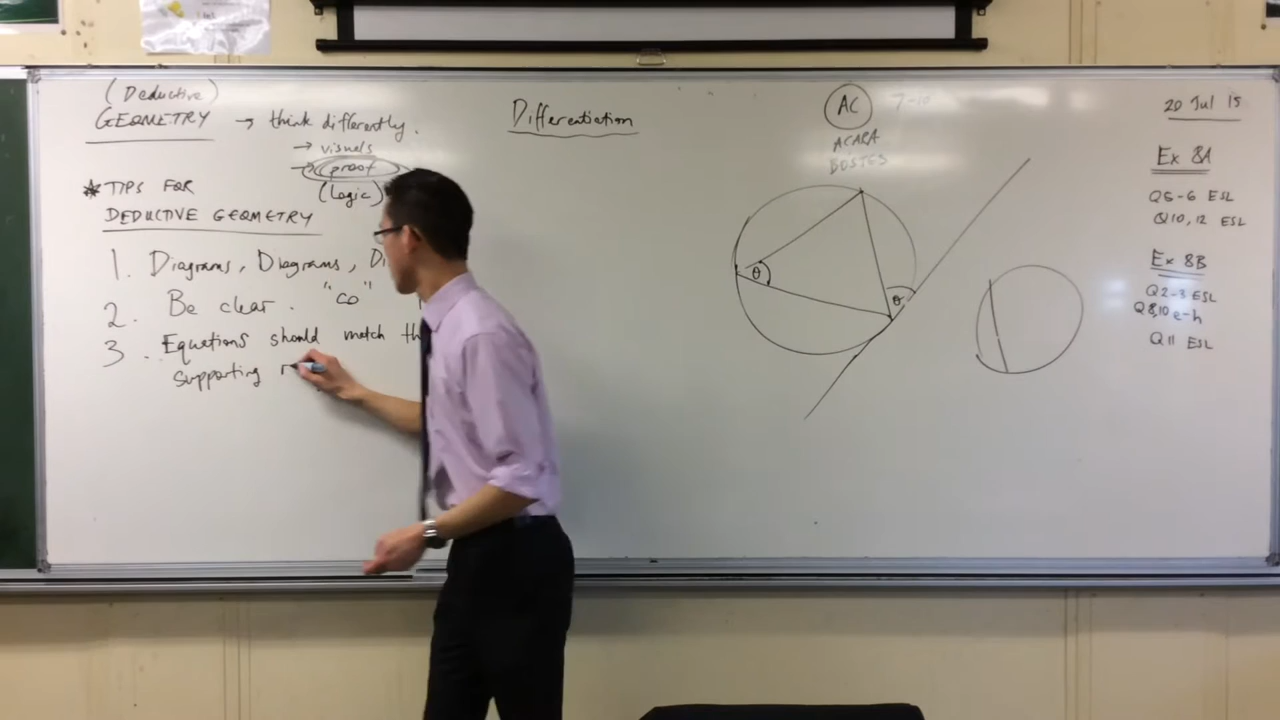 (Deductive)
GEOMETRY → think differently.
→ visuals
→ proof
(logic)
* TIPS FOR
DEDUCTIVE GEOMETRY
1. Diagrams, Diagrams, Di
2. Be clear. "co"
3. Equations should match th
supporting r
Differentiation
AC 7-10
ACARA
BOSTES
θ
θ
20 Jul 15
Ex 8A
Q5-6 ESL
Q10, 12 ESL
Ex 8B
Q2-3 ESL
Q8,10 e-h
Q11 ESL